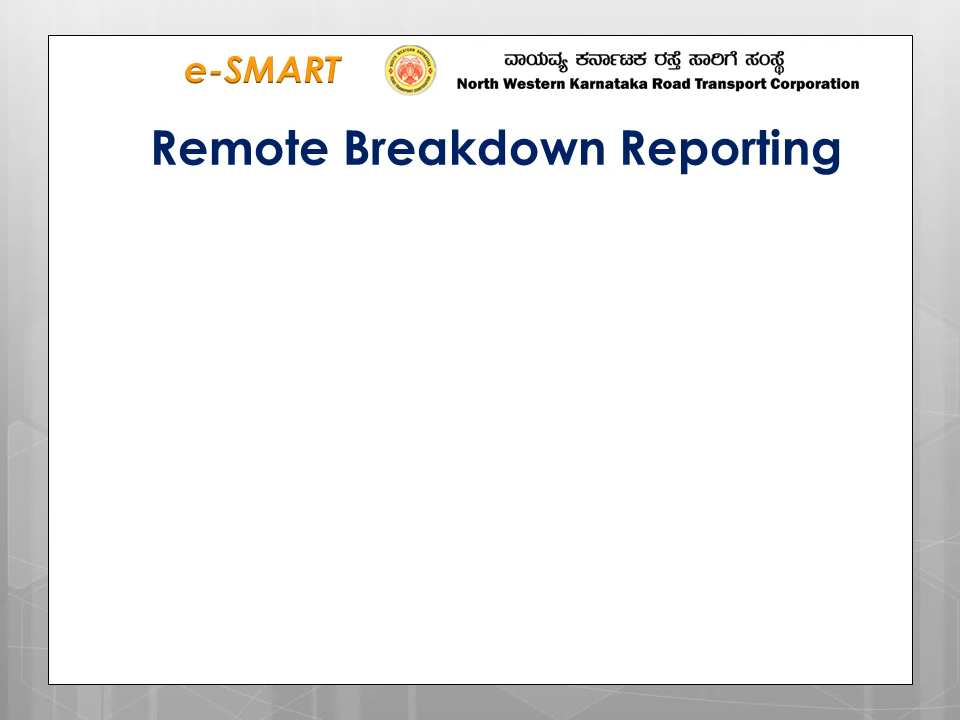 e-SMART
ವಾಯವ್ಯ ಕರ್ನಾಟಕ ರಸ್ತೆ ಸಾರಿಗೆ ಸಂಸ್ಥೆ
North Western Karnataka Road Transport Corporation
Remote Breakdown Reporting